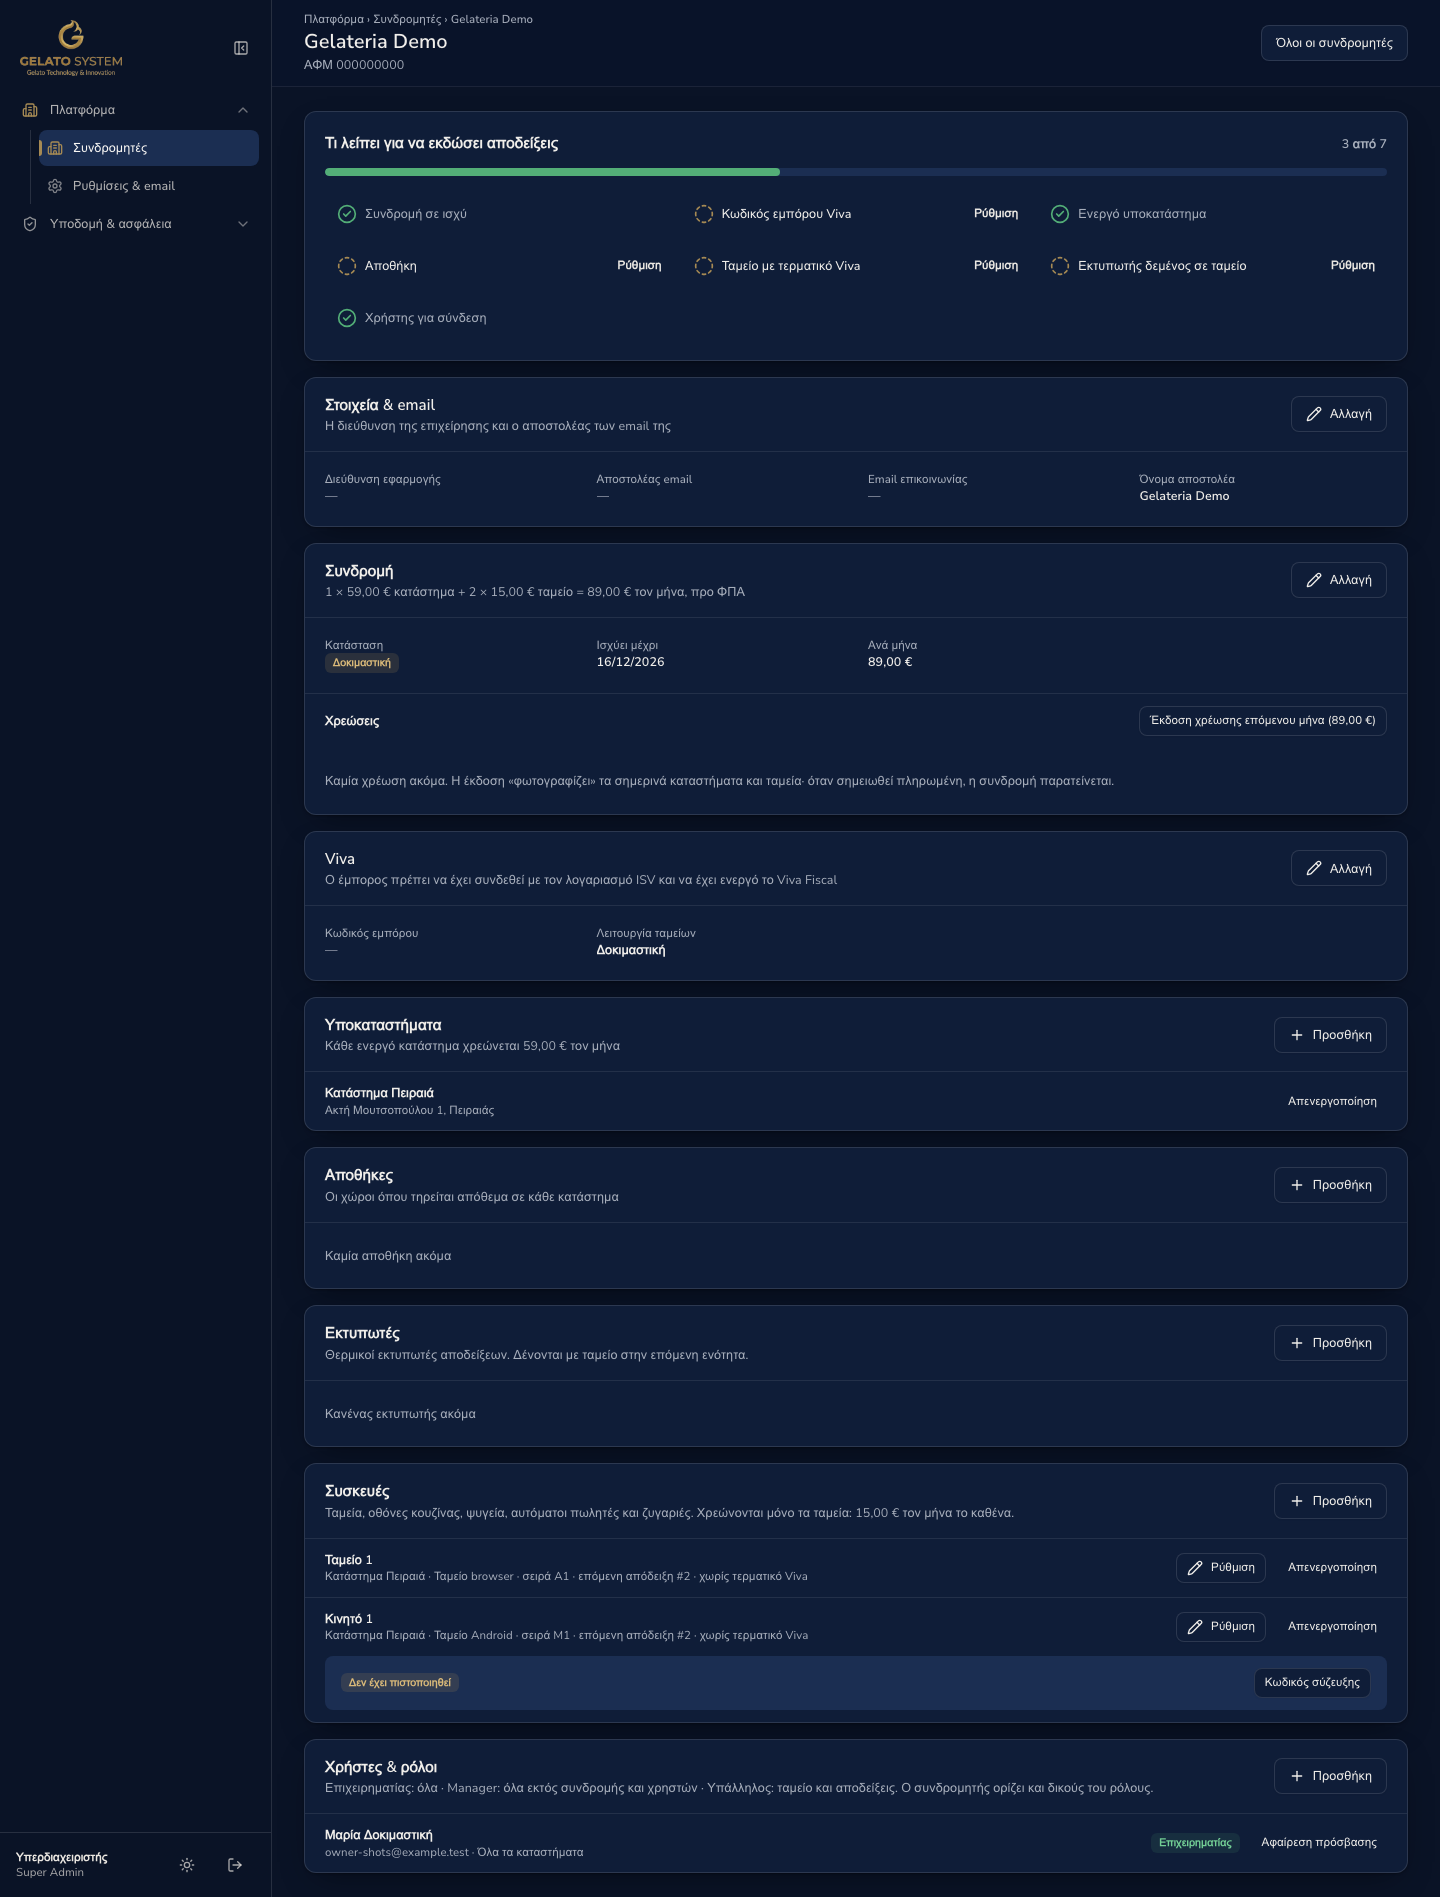 GELATO SYSTEM
Gelato Technology & Innovation
Πλατφόρμα
Συνδρομητές
Ρυθμίσεις & email
Υποδομή & ασφάλεια
Πλατφόρμα › Συνδρομητές › Gelateria Demo
Gelateria Demo
ΑΦΜ 000000000
Όλοι οι συνδρομητές
Τι λείπει για να εκδώσει αποδείξεις
3 από 7
Συνδρομή σε ισχύ
Κωδικός εμπόρου Viva
Ρύθμιση
Ενεργό υποκατάστημα
Αποθήκη
Ρύθμιση
Ταμείο με τερματικό Viva
Ρύθμιση
Εκτυπωτής δεμένος σε ταμείο
Ρύθμιση
Χρήστης για σύνδεση
Στοιχεία & email
Η διεύθυνση της επιχείρησης και ο αποστολέας των email της
Αλλαγή
Διεύθυνση εφαρμογής
Αποστολέας email
Email επικοινωνίας
Όνομα αποστολέα
—
—
—
Gelateria Demo
Συνδρομή
1 × 59,00 € κατάστημα + 2 × 15,00 € ταμείο = 89,00 € τον μήνα, προ ΦΠΑ
Αλλαγή
Κατάσταση
Ισχύει μέχρι
Ανά μήνα
Δοκιμαστική
16/12/2026
89,00 €
Χρεώσεις
Έκδοση χρέωσης επόμενου μήνα (89,00 €)
Καμία χρέωση ακόμα. Η έκδοση «φωτογραφίζει» τα σημερινά καταστήματα και ταμεία· όταν σημειωθεί πληρωμένη, η συνδρομή παρατείνεται.
Viva
Ο έμπορος πρέπει να έχει συνδεθεί με τον λογαριασμό ISV και να έχει ενεργό το Viva Fiscal
Αλλαγή
Κωδικός εμπόρου
Λειτουργία ταμείων
—
Δοκιμαστική
Υποκαταστήματα
Κάθε ενεργό κατάστημα χρεώνεται 59,00 € τον μήνα
Προσθήκη
Κατάστημα Πειραιά
Ακτή Μουτσοπούλου 1, Πειραιάς
Απενεργοποίηση
Αποθήκες
Οι χώροι όπου τηρείται απόθεμα σε κάθε κατάστημα
Προσθήκη
Καμία αποθήκη ακόμα
Εκτυπωτές
Θερμικοί εκτυπωτές αποδείξεων. Δένονται με ταμείο στην επόμενη ενότητα.
Προσθήκη
Κανένας εκτυπωτής ακόμα
Συσκευές
Ταμεία, οθόνες κουζίνας, ψυγεία, αυτόματοι πωλητές και ζυγαριές. Χρεώνονται μόνο τα ταμεία: 15,00 € τον μήνα το καθένα.
Προσθήκη
Ταμείο 1
Κατάστημα Πειραιά · Ταμείο browser · σειρά A1 · επόμενη απόδειξη #2 · χωρίς τερματικό Viva
Ρύθμιση
Απενεργοποίηση
Κινητό 1
Κατάστημα Πειραιά · Ταμείο Android · σειρά M1 · επόμενη απόδειξη #2 · χωρίς τερματικό Viva
Ρύθμιση
Απενεργοποίηση
Δεν έχει πιστοποιηθεί
Κωδικός σύζευξης
Χρήστες & ρόλοι
Επιχειρηματίας: όλα · Manager: όλα εκτός συνδρομής και χρηστών · Υπάλληλος: ταμείο και αποδείξεις. Ο συνδρομητής ορίζει και δικούς του ρόλους.
Προσθήκη
Μαρία Δοκιμαστική
owner-shots@example.test · Όλα τα καταστήματα
Επιχειρηματίας
Αφαίρεση πρόσβασης
Υπερδιαχειριστής
Super Admin